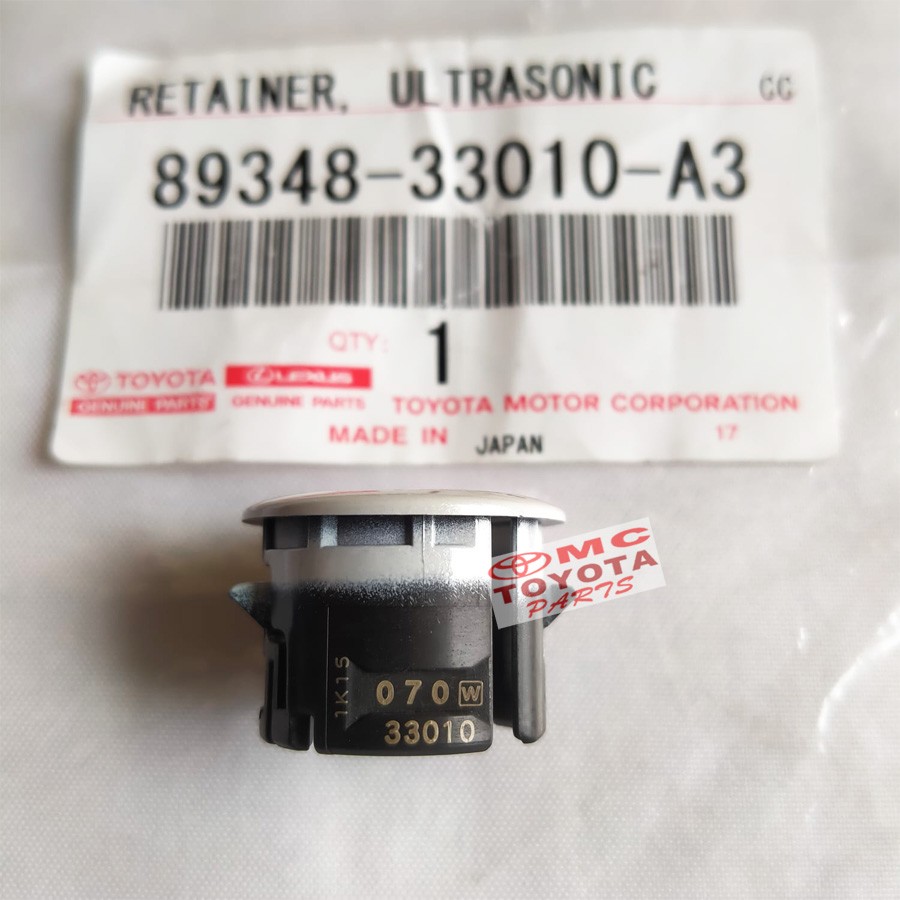 RETAINER, ULTRASONIC CC
89348-33010-A3
QTY: 1
TOYOTA LEXUS
GENUINE PARTS GENUINE PARTS TOYOTA MOTOR CORPORATION
MADE IN JAPAN 17
MC
TOYOTA
PARTS
1K15
070 W
33010